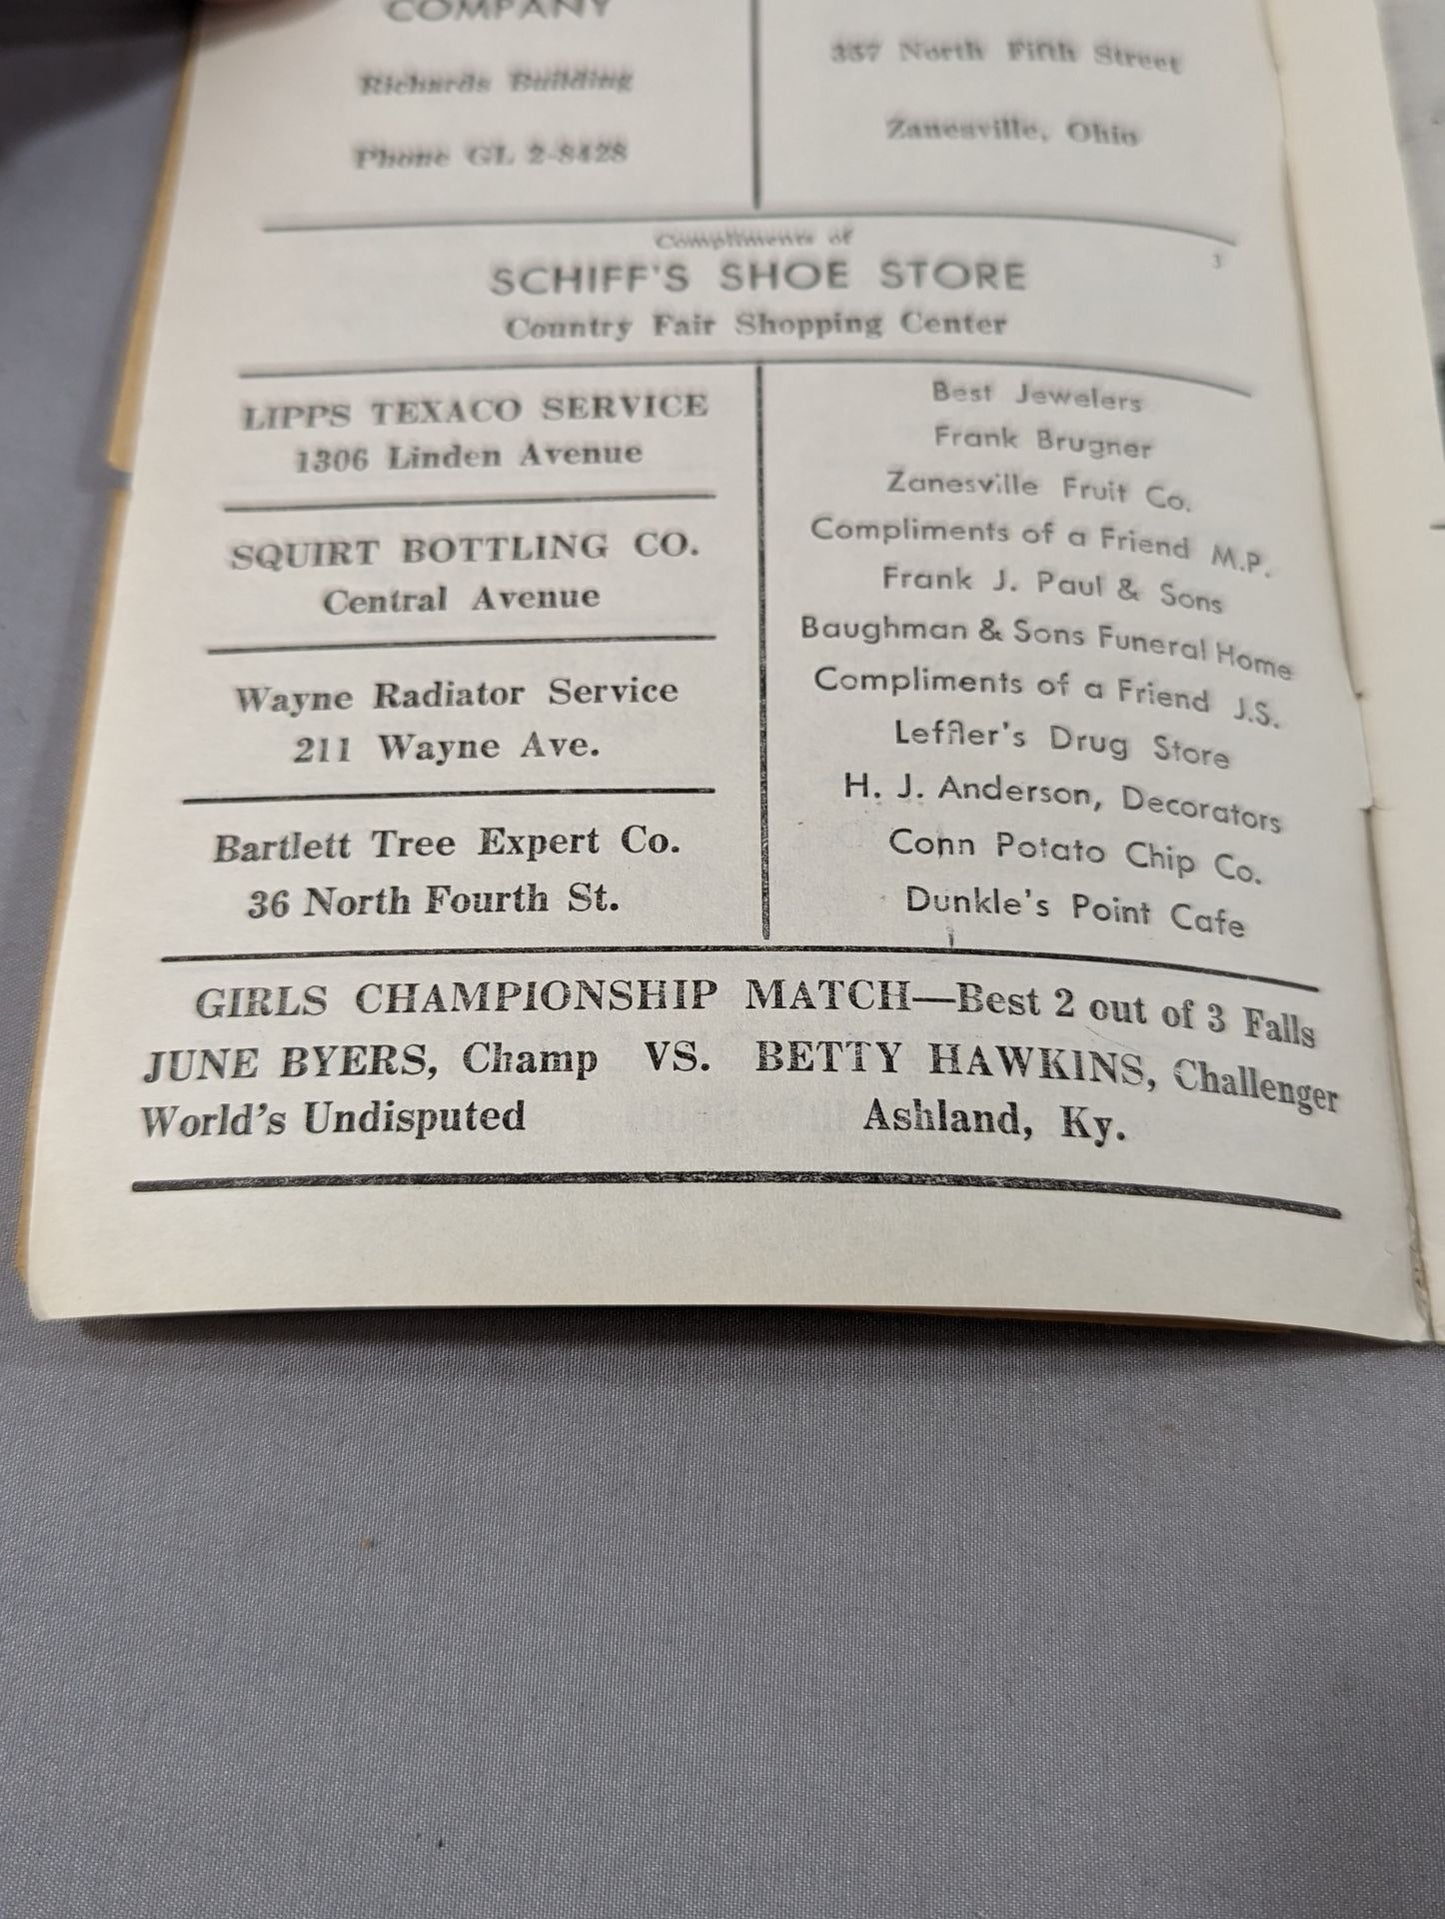 COMPANY
Richards Building
Phone GL 2-8428
357 North Fifth Street
Zanesville, Ohio
Compliments of
SCHIFF'S SHOE STORE
Country Fair Shopping Center
LIPPS TEXACO SERVICE
1306 Linden Avenue
SQUIRT BOTTLING CO.
Central Avenue
Wayne Radiator Service
211 Wayne Ave.
Bartlett Tree Expert Co.
36 North Fourth St.
Best Jewelers
Frank Brugner
Zanesville Fruit Co.
Compliments of a Friend M.P.
Frank J. Paul & Sons
Baughman & Sons Funeral Home
Compliments of a Friend J.S.
Leffler's Drug Store
H. J. Anderson, Decorators
Conn Potato Chip Co.
Dunkle's Point Cafe
GIRLS CHAMPIONSHIP MATCH—Best 2 out of 3 Falls
JUNE BYERS, Champ VS. BETTY HAWKINS, Challenger
World's Undisputed Ashland, Ky.